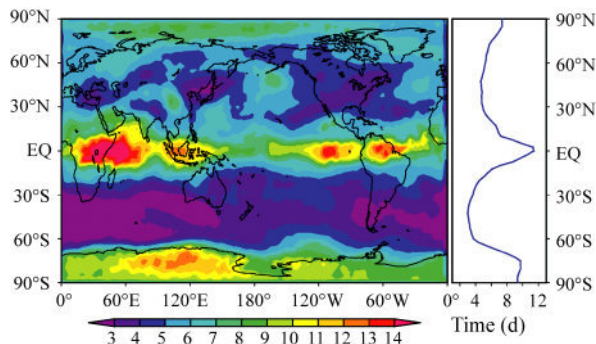 90°N 90°N
60°N 60°N
30°N 30°N
EQ EQ
30°S 30°S
60°S 60°S
90°S 90°S
0° 60°E 120°E 180° 120°W 60°W 0° 4 8 12
3 4 5 6 7 8 9 10 11 12 13 14 Time (d)